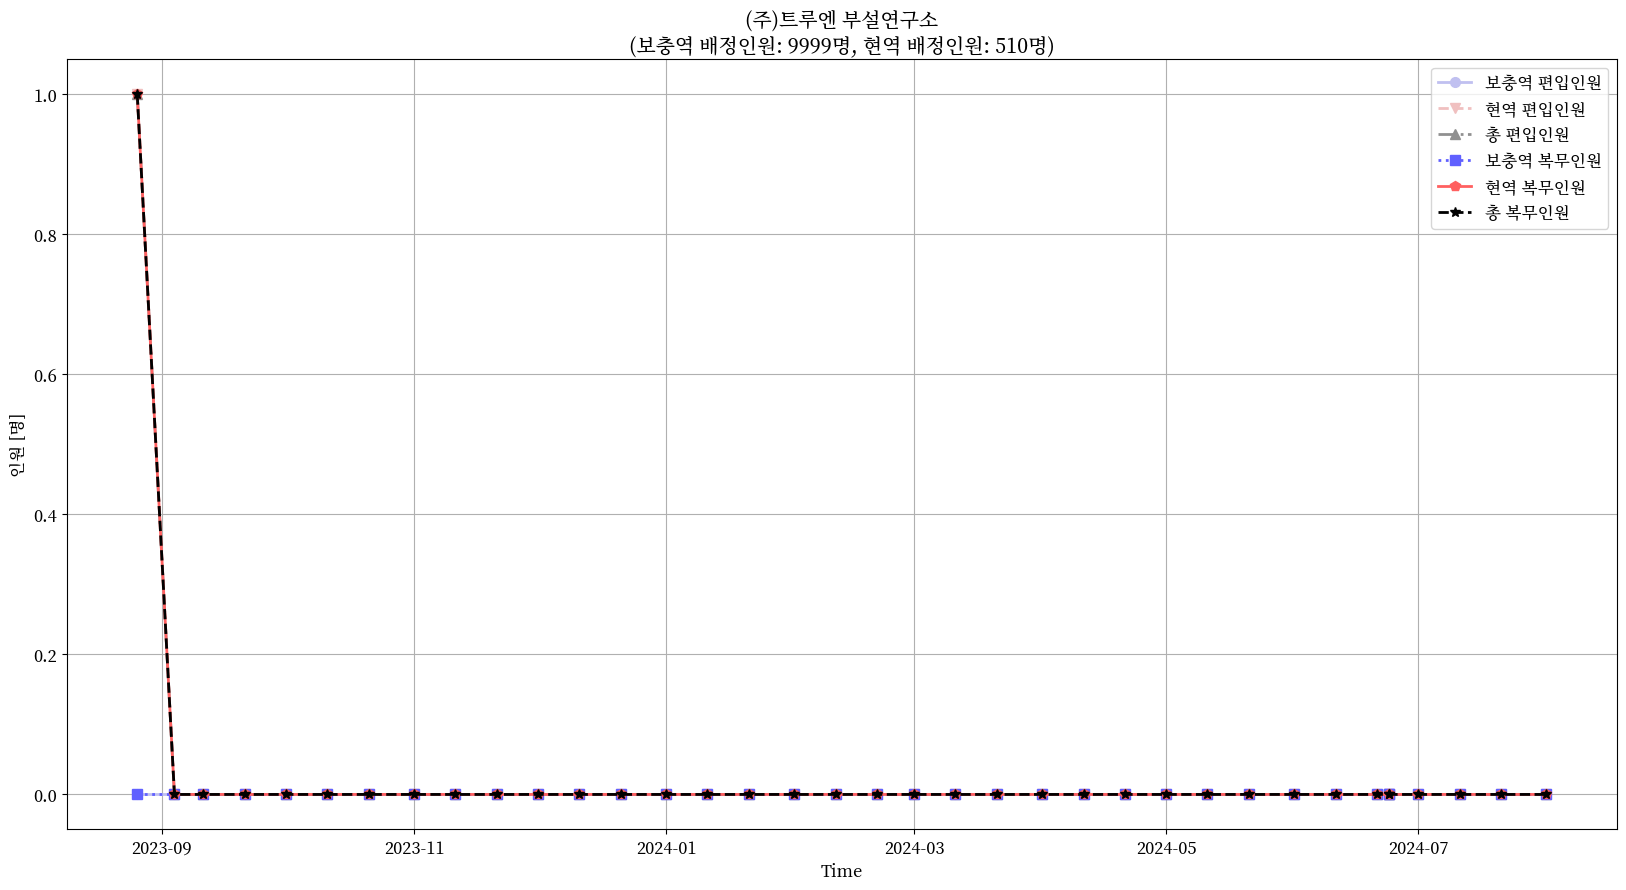 (주)트루엔 부설연구소
(보충역 배정인원: 9999명, 현역 배정인원: 510명)
보충역 편입인원
현역 편입인원
총 편입인원
보충역 복무인원
현역 복무인원
총 복무인원
1.0
0.8
0.6
0.4
0.2
0.0
인원 [명]
2023-09 2023-11 2024-01 2024-03 2024-05 2024-07
Time